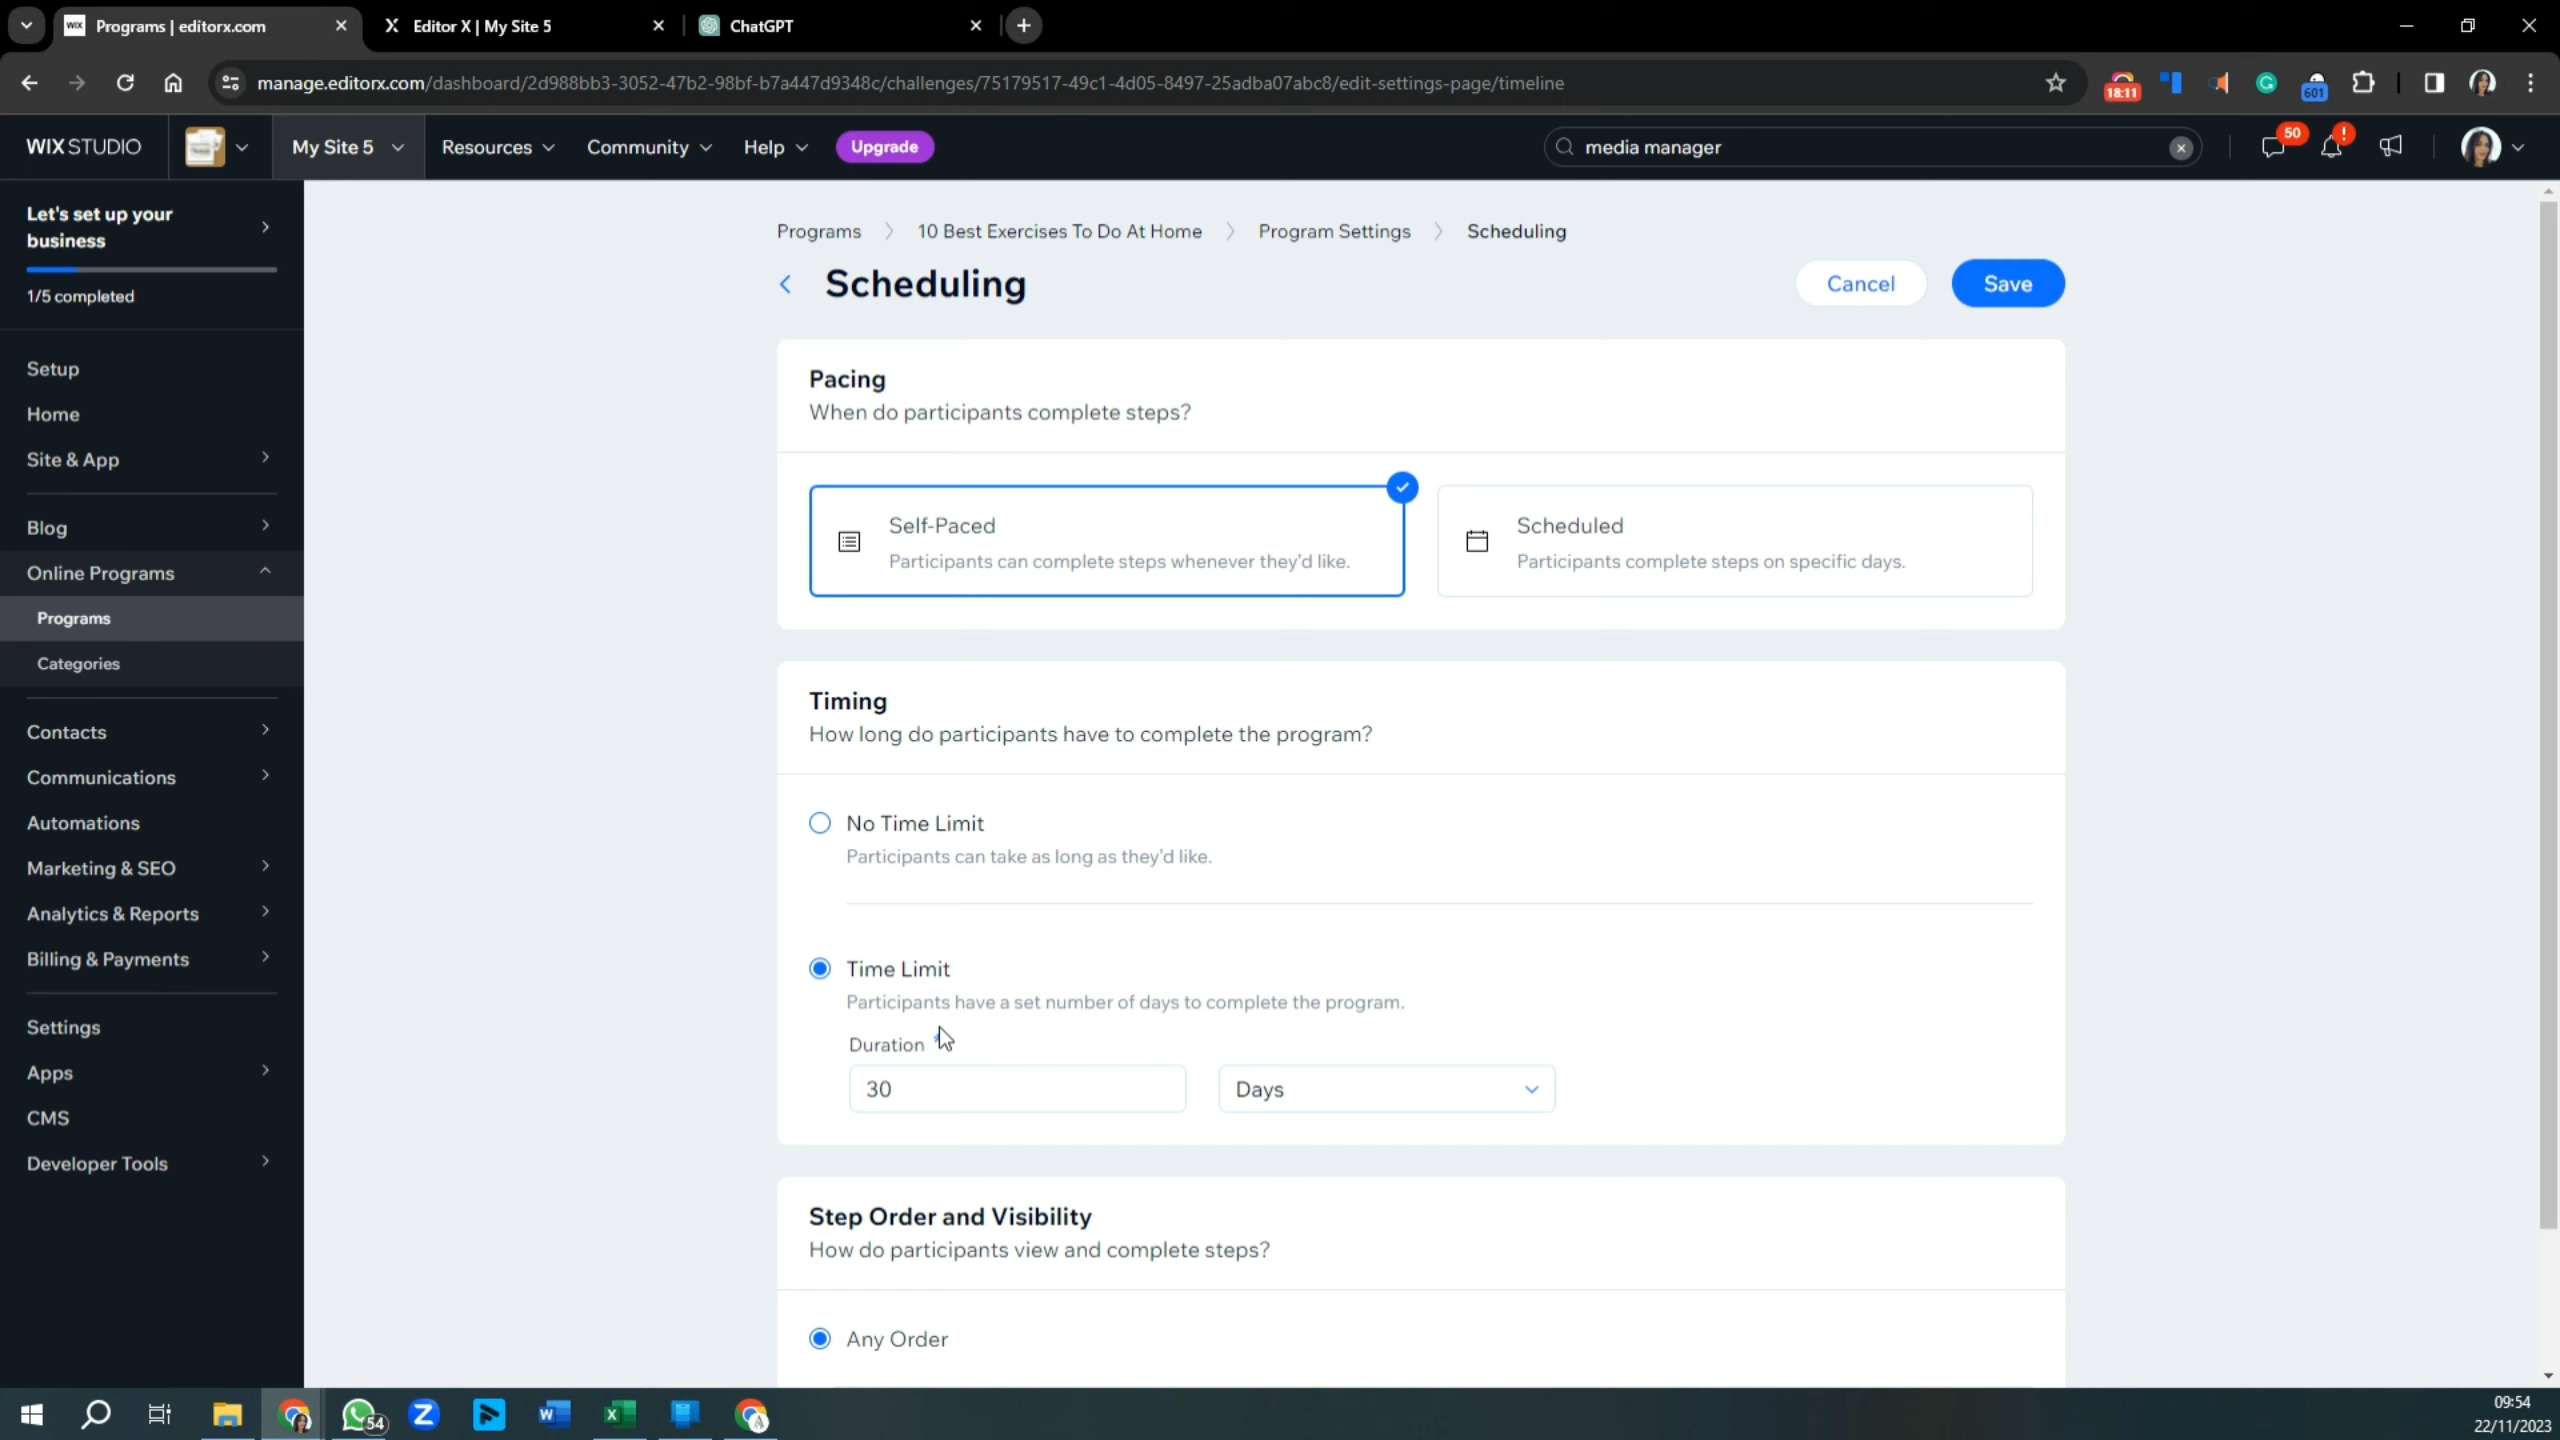 Programs | editorx.com
Editor X | My Site 5
ChatGPT
manage.editorx.com/dashboard/2d988bb3-3052-47b2-98bf-b7a447d9348c/challenges/75179517-49c1-4d05-8497-25adba07abc8/edit-settings-page/timeline
18:11
601
WIX STUDIO
My Site 5
Resources
Community
Help
Upgrade
media manager
50
!
Let's set up your
business
1/5 completed
Setup
Home
Site & App
Blog
Online Programs
Programs
Categories
Contacts
Communications
Automations
Marketing & SEO
Analytics & Reports
Billing & Payments
Settings
Apps
CMS
Developer Tools
Programs
10 Best Exercises To Do At Home
Program Settings
Scheduling
Scheduling
Cancel
Save
Pacing
When do participants complete steps?
Self-Paced
Participants can complete steps whenever they'd like.
Scheduled
Participants complete steps on specific days.
Timing
How long do participants have to complete the program?
No Time Limit
Participants can take as long as they'd like.
Time Limit
Participants have a set number of days to complete the program.
Duration *
30
Days
Step Order and Visibility
How do participants view and complete steps?
Any Order
54
09:54
22/11/2023